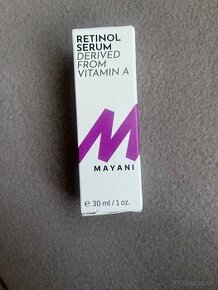 RETINOL
SERUM
DERIVED
FROM
VITAMIN A
M
MAYANI
℮ 30 ml / 1 oz.